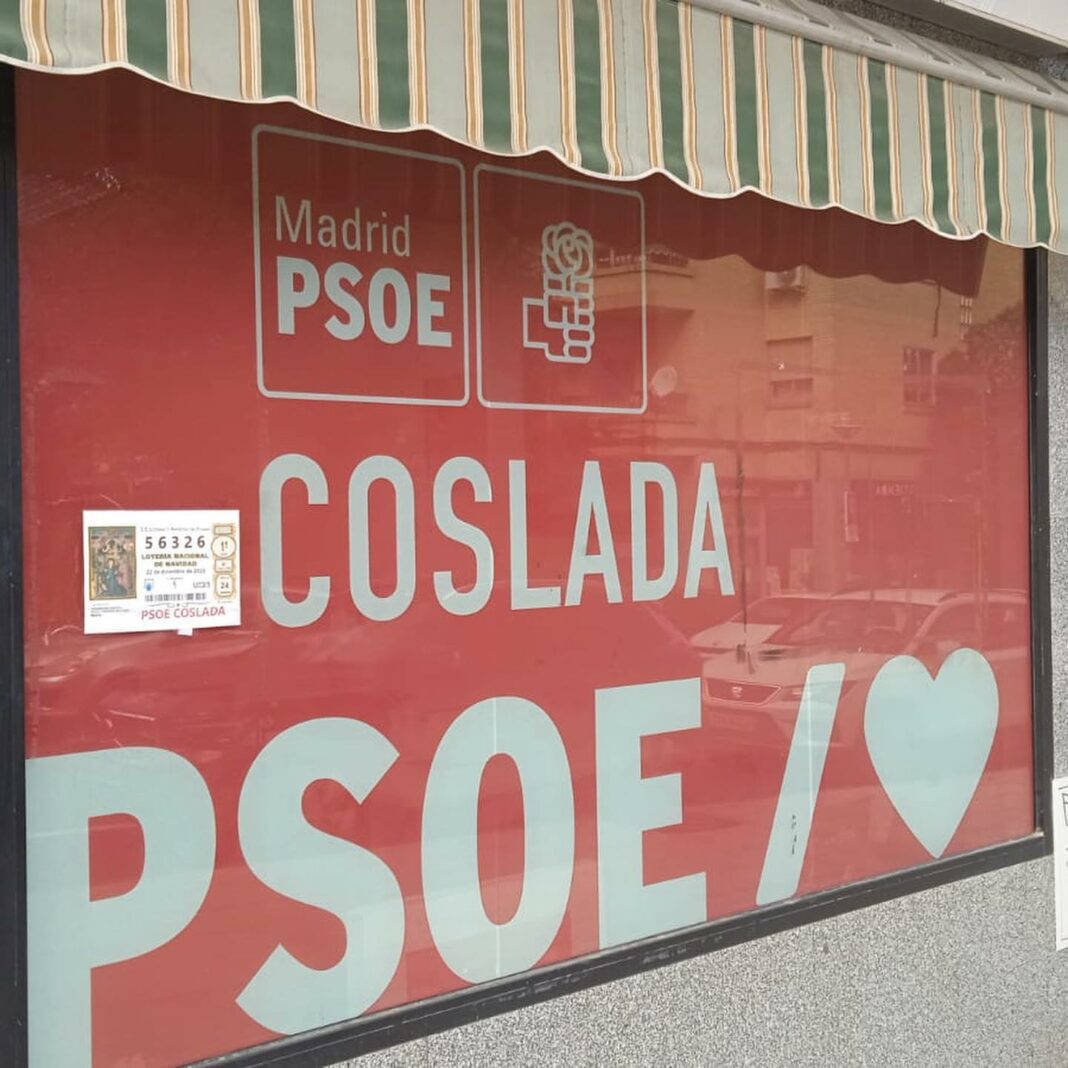 Madrid
PSOE
COSLADA
56326
LOTERÍA NACIONAL
DE NAVIDAD
PSOE COSLADA
PSOE /